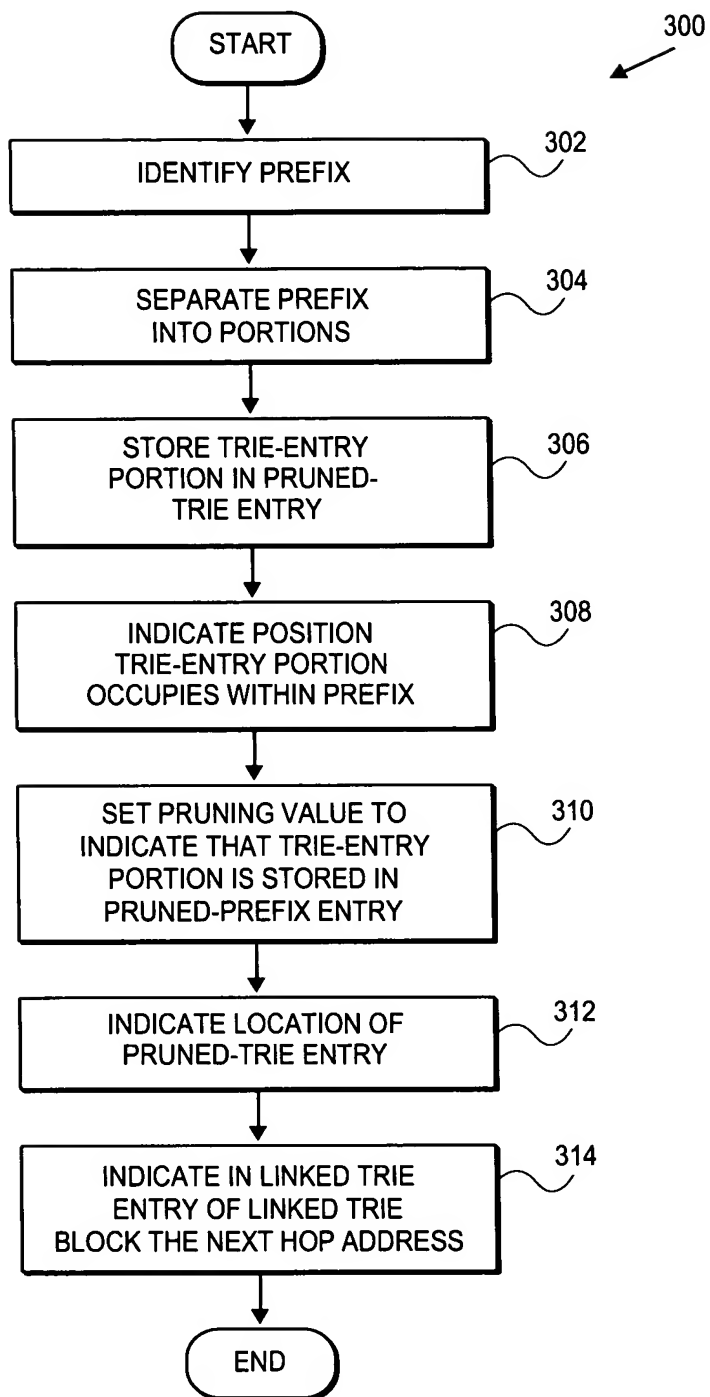 START
300
IDENTIFY PREFIX
302
SEPARATE PREFIX
INTO PORTIONS
304
STORE TRIE-ENTRY
PORTION IN PRUNED-
TRIE ENTRY
306
INDICATE POSITION
TRIE-ENTRY PORTION
OCCUPIES WITHIN PREFIX
308
SET PRUNING VALUE TO
INDICATE THAT TRIE-ENTRY
PORTION IS STORED IN
PRUNED-PREFIX ENTRY
310
INDICATE LOCATION OF
PRUNED-TRIE ENTRY
312
INDICATE IN LINKED TRIE
ENTRY OF LINKED TRIE
BLOCK THE NEXT HOP ADDRESS
314
END